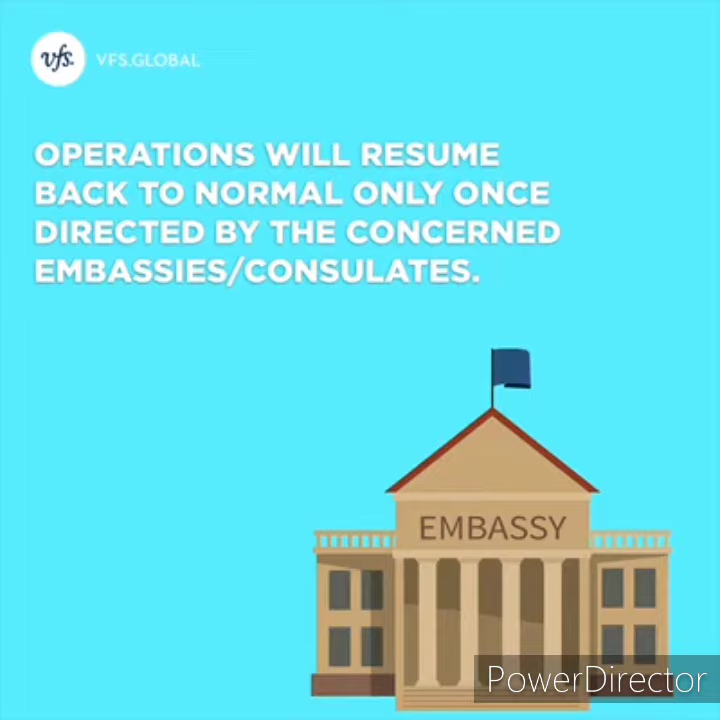 vfs.
VFS.GLOBAL
OPERATIONS WILL RESUME
BACK TO NORMAL ONLY ONCE
DIRECTED BY THE CONCERNED
EMBASSIES/CONSULATES.
EMBASSY
PowerDirector